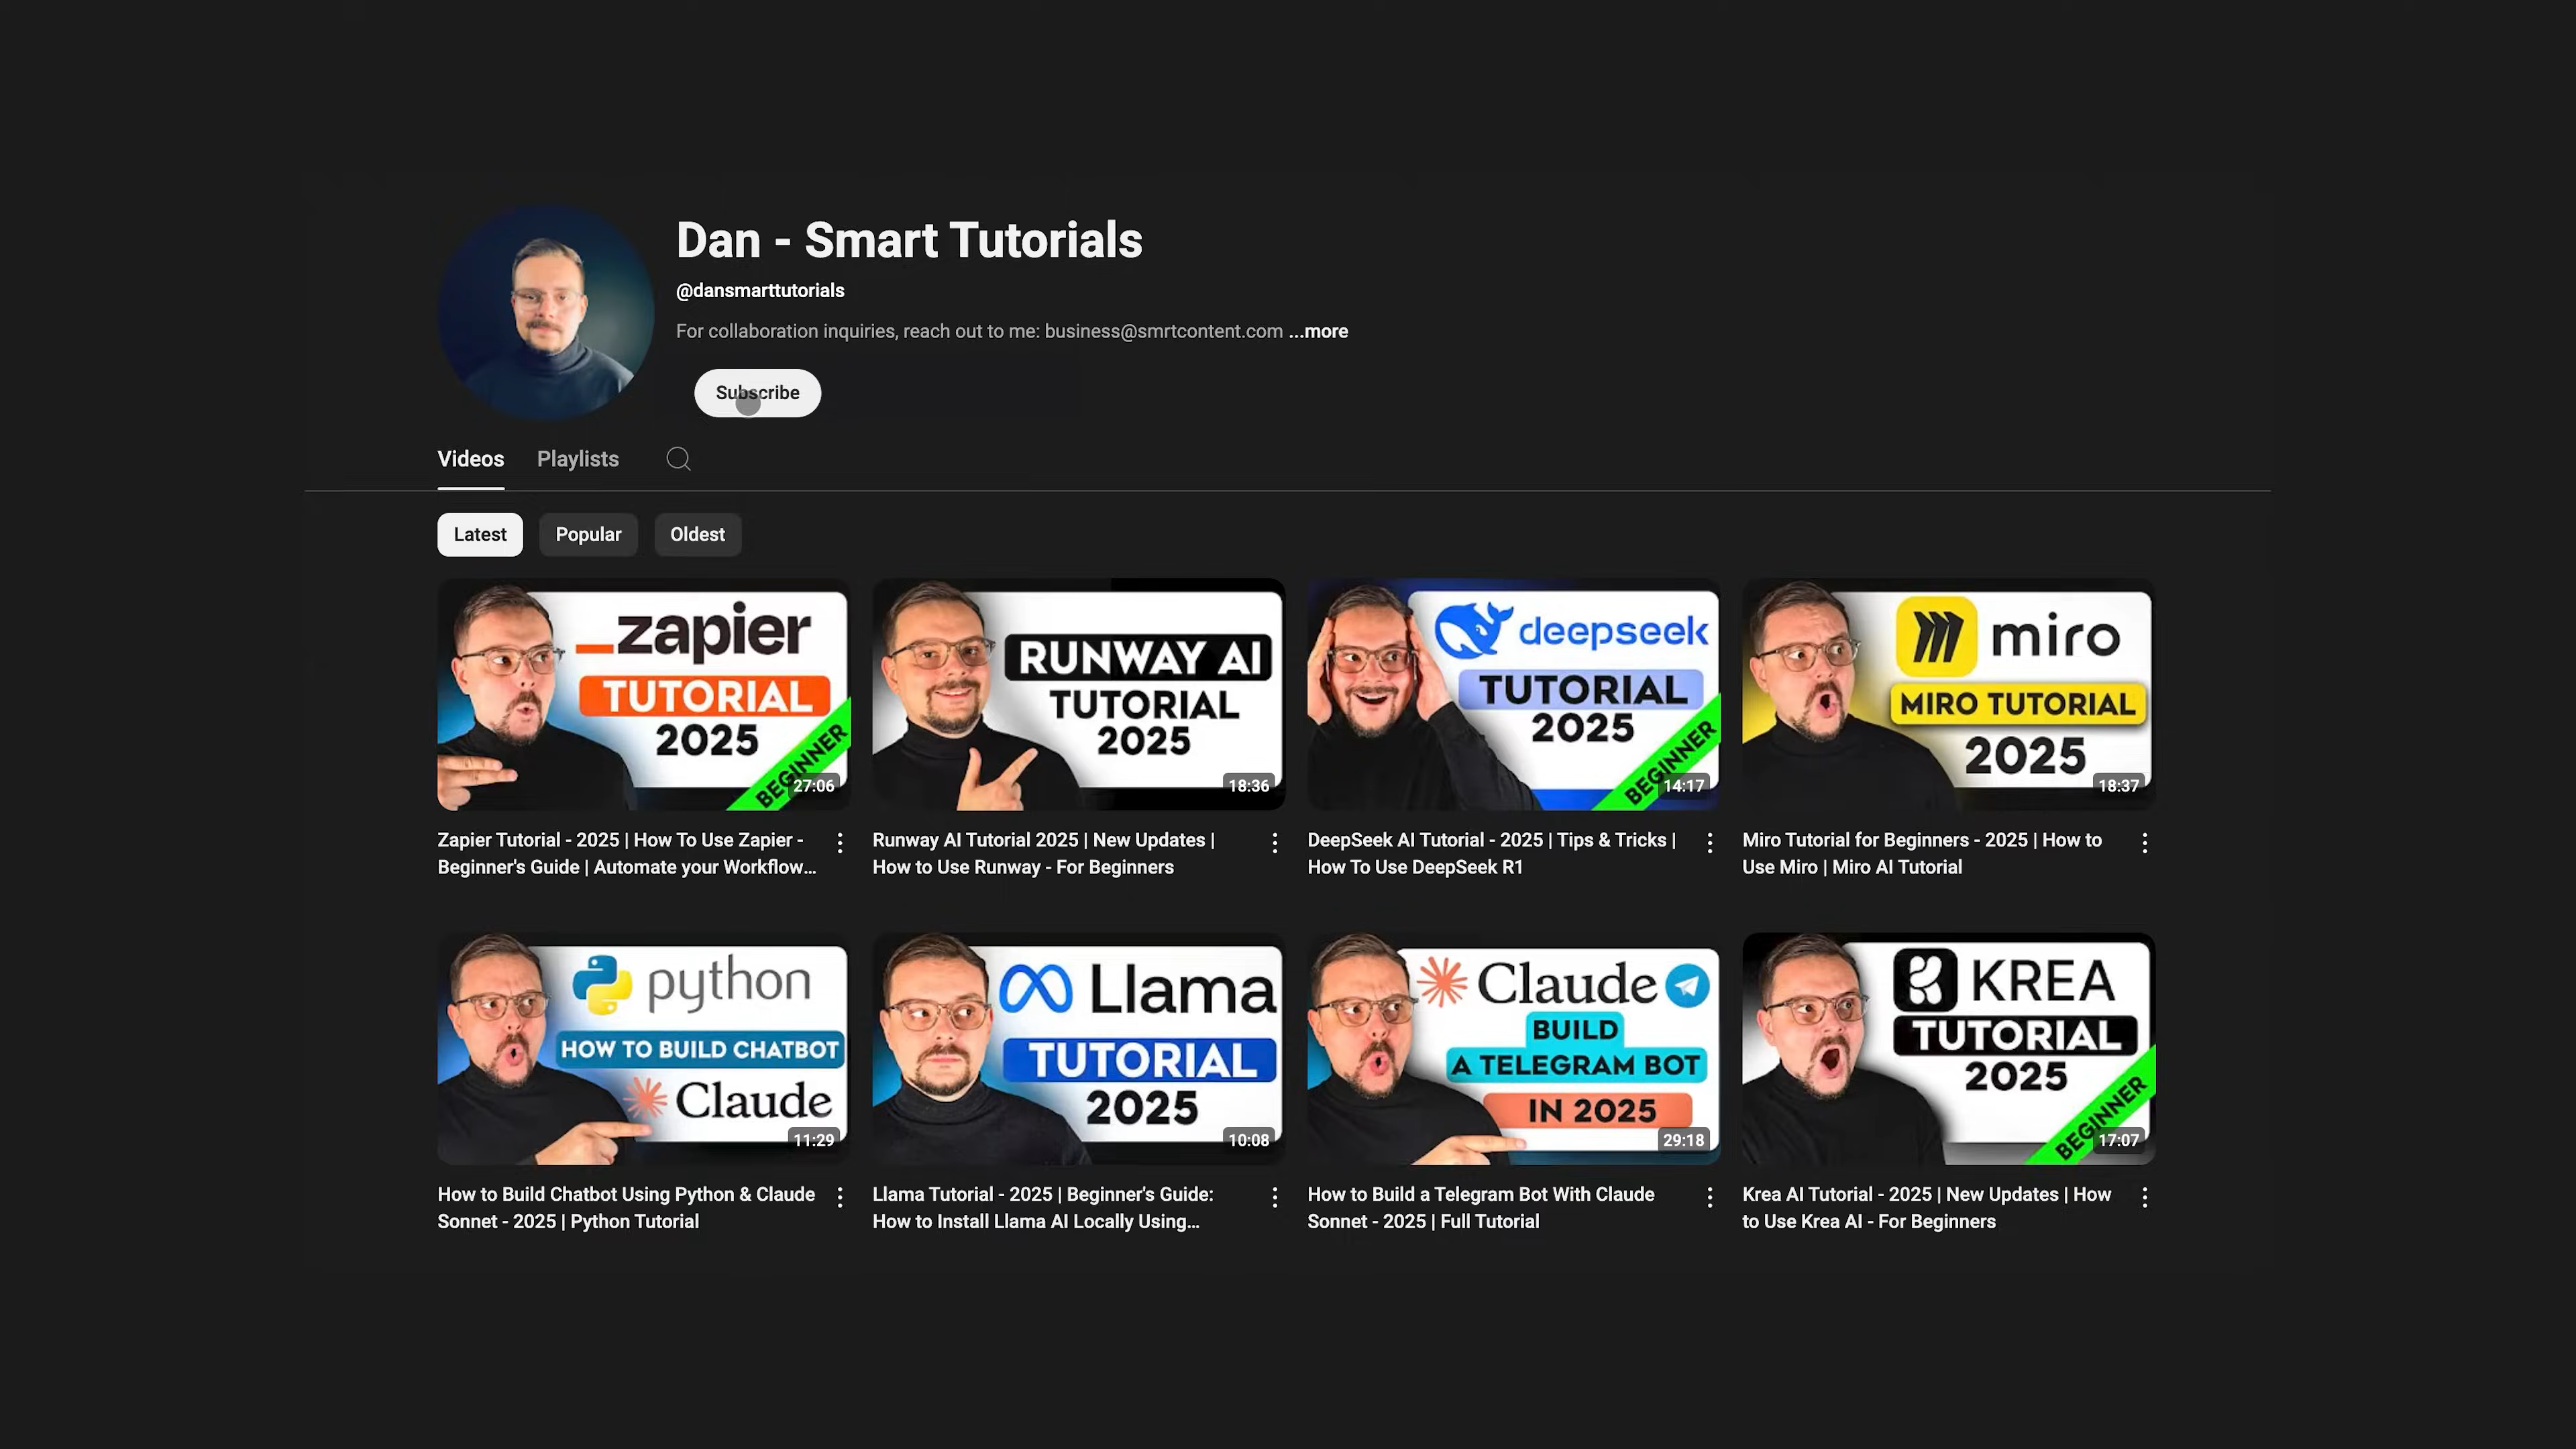 Dan - Smart Tutorials
@dansmarttutorials
For collaboration inquiries, reach out to me: business@smrtcontent.com ...more
Subscribe
Videos Playlists
Latest Popular Oldest
zapier
TUTORIAL
2025
BEGINNER
27:06
RUNWAY AI
TUTORIAL
2025
18:36
deepseek
TUTORIAL
2025
BEGINNER
14:17
miro
MIRO TUTORIAL
2025
18:37
Zapier Tutorial - 2025 | How To Use Zapier -
Beginner's Guide | Automate your Workflow...
Runway AI Tutorial 2025 | New Updates |
How to Use Runway - For Beginners
DeepSeek AI Tutorial - 2025 | Tips & Tricks |
How To Use DeepSeek R1
Miro Tutorial for Beginners - 2025 | How to
Use Miro | Miro AI Tutorial
python
HOW TO BUILD CHATBOT
Claude
11:29
Llama
TUTORIAL
2025
10:08
Claude
BUILD
A TELEGRAM BOT
IN 2025
29:18
KREA
TUTORIAL
2025
BEGINNER
17:07
How to Build Chatbot Using Python & Claude
Sonnet - 2025 | Python Tutorial
Llama Tutorial - 2025 | Beginner's Guide:
How to Install Llama AI Locally Using...
How to Build a Telegram Bot With Claude
Sonnet - 2025 | Full Tutorial
Krea AI Tutorial - 2025 | New Updates | How
to Use Krea AI - For Beginners